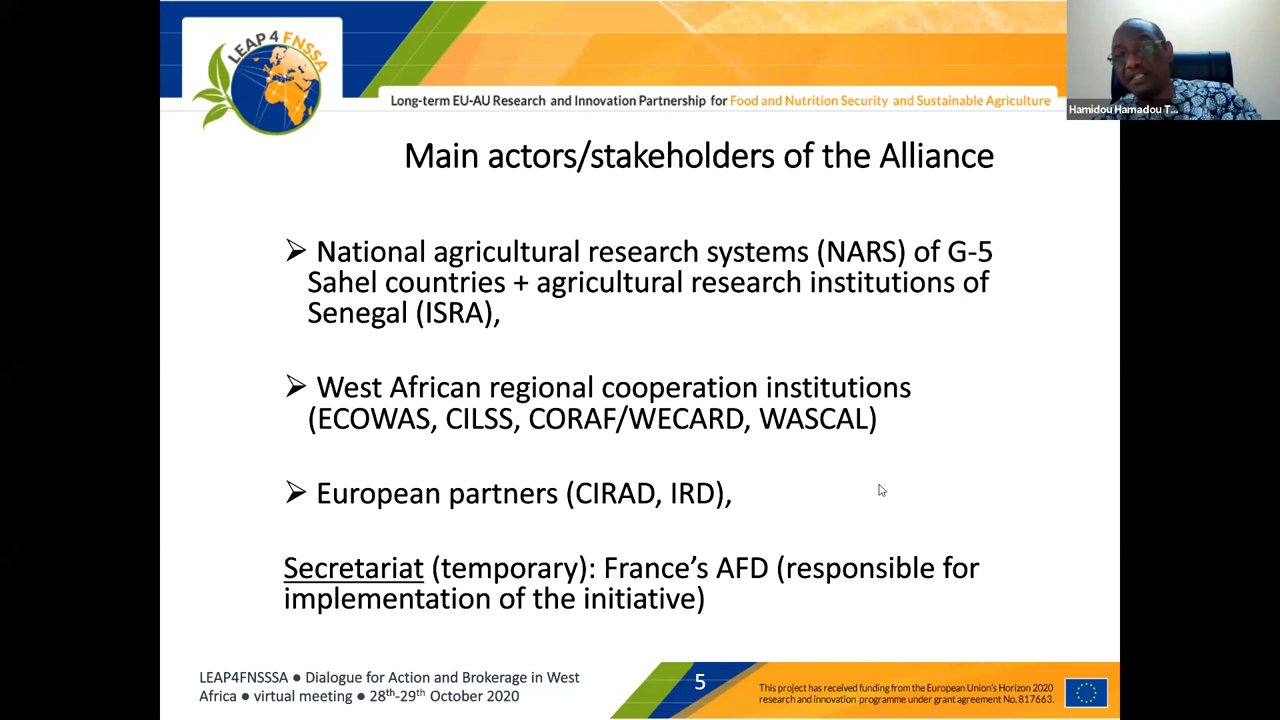 LEAP4FNSSA
Long-term EU-AU Research and Innovation Partnership for Food and Nutrition Security and Sustainable Agriculture
Hamidou Hamadou T...
Main actors/stakeholders of the Alliance
➢ National agricultural research systems (NARS) of G-5
Sahel countries + agricultural research institutions of
Senegal (ISRA),
➢ West African regional cooperation institutions
(ECOWAS, CILSS, CORAF/WECARD, WASCAL)
➢ European partners (CIRAD, IRD),
Secretariat (temporary): France’s AFD (responsible for
implementation of the initiative)
LEAP4FNSSSA ● Dialogue for Action and Brokerage in West
Africa ● virtual meeting ● 28th-29th October 2020
5
This project has received funding from the European Union's Horizon 2020
research and innovation programme under grant agreement No.817663.